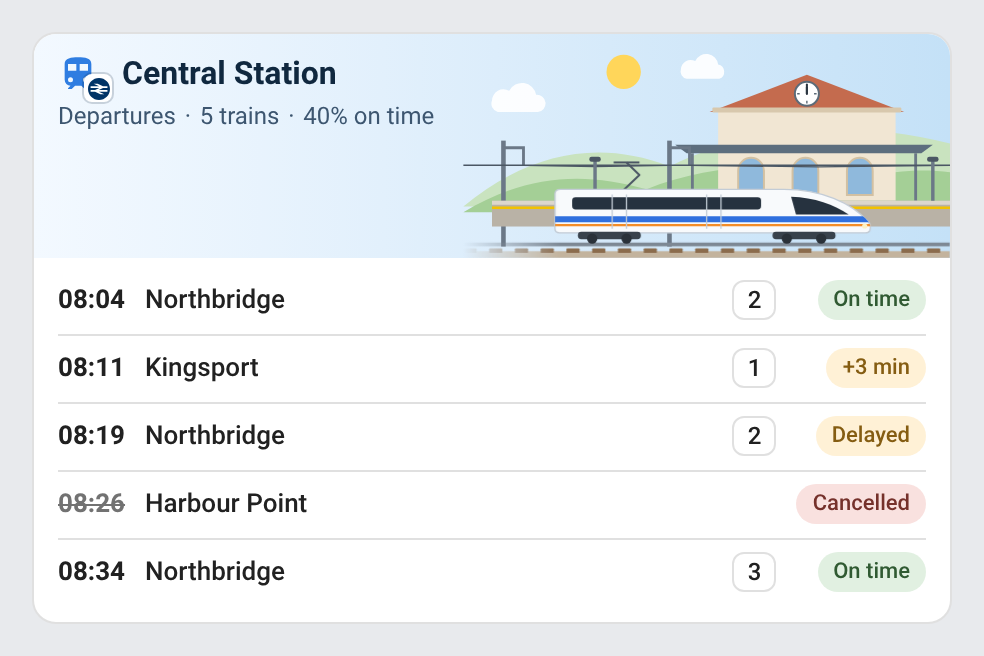 Central Station
Departures · 5 trains · 40% on time
08:04 Northbridge 2 On time
08:11 Kingsport 1 +3 min
08:19 Northbridge 2 Delayed
08:26 Harbour Point Cancelled
08:34 Northbridge 3 On time